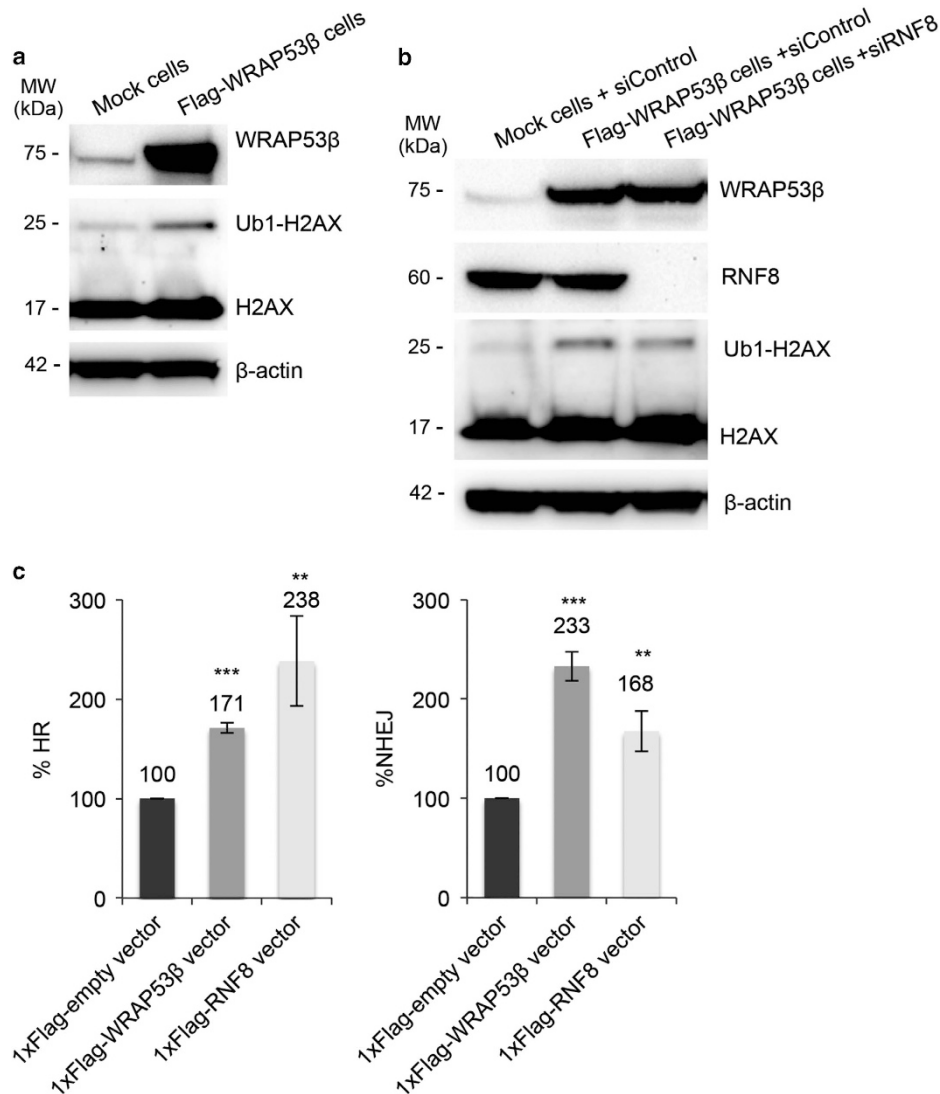 a
MW
(kDa)
Mock cells
Flag-WRAP53β cells
75 -
WRAP53β
25 -
Ub1-H2AX
17 -
H2AX
42 -
β-actin
b
MW
(kDa)
Mock cells + siControl
Flag-WRAP53β cells +siControl
Flag-WRAP53β cells +siRNF8
75 -
WRAP53β
60 -
RNF8
25 -
Ub1-H2AX
17 -
H2AX
42 -
β-actin
c
% HR
300
200
100
0
100
***
171
**
238
1xFlag-empty vector
1xFlag-WRAP53β vector
1xFlag-RNF8 vector
%NHEJ
300
200
100
0
100
***
233
**
168
1xFlag-empty vector
1xFlag-WRAP53β vector
1xFlag-RNF8 vector